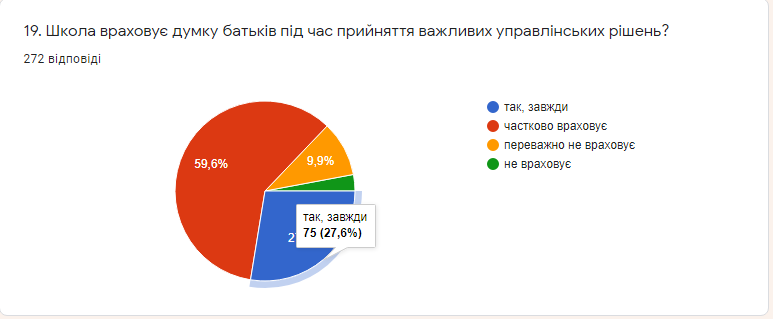 19. Школа враховує думку батьків під час прийняття важливих управлінських рішень?
272 відповіді
так, завжди
частково враховує
переважно не враховує
не враховує
59,6%
9,9%
так, завжди
75 (27,6%)